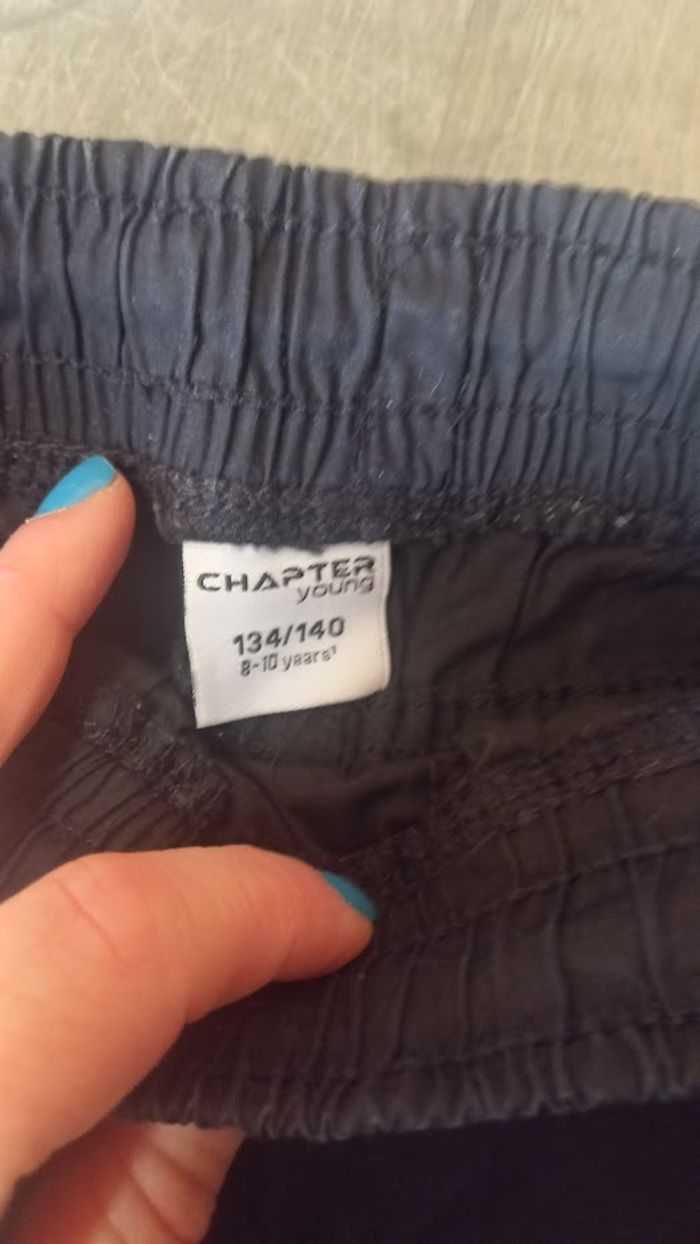 CHAPTER
young
134/140
8-10 years¹